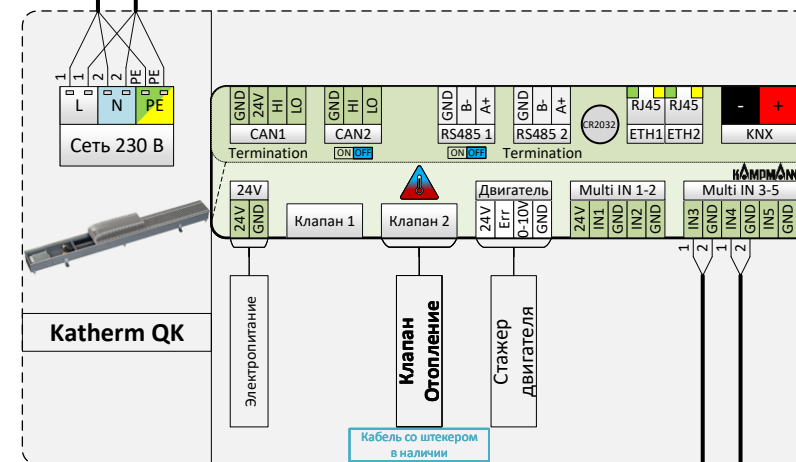 1
1
2
2
PE
PE
L
N
PE
Сеть 230 В
Katherm QK
GND
24V
HI
LO
CAN1
Termination
GND
HI
LO
CAN2
ON OFF
GND
B-
A+
RS485 1
ON OFF
GND
B-
A+
RS485 2
Termination
CR2032
RJ45 RJ45
ETH1 ETH2
- +
KNX
KAMPMANN
24V
24V
GND
Клапан 1
Клапан 2
Двигатель
24V
Err
0-10V
GND
Multi IN 1-2
24V
IN1
GND
IN2
GND
Multi IN 3-5
IN3
GND
IN4
GND
IN5
GND
1
2
1
2
Электропитание
Клапан
Отопление
Стажер
двигателя
Кабель со штекером
в наличии